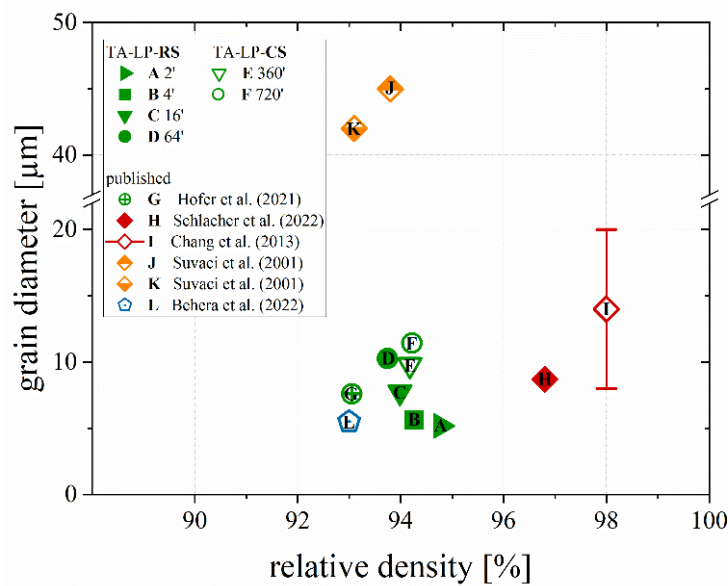 50
40
20
10
0
grain diameter [µm]
TA-LP-RS TA-LP-CS
A 2' E 360'
B 4' F 720'
C 16'
D 64'
published
G Hofer et al. (2021)
H Schlacher et al. (2022)
I Chang et al. (2013)
J Suvaci et al. (2001)
K Suvaci et al. (2001)
L Behera et al. (2022)
J
K
I
F
D
E
H
G
C
L
B
A
90 92 94 96 98 100
relative density [%]